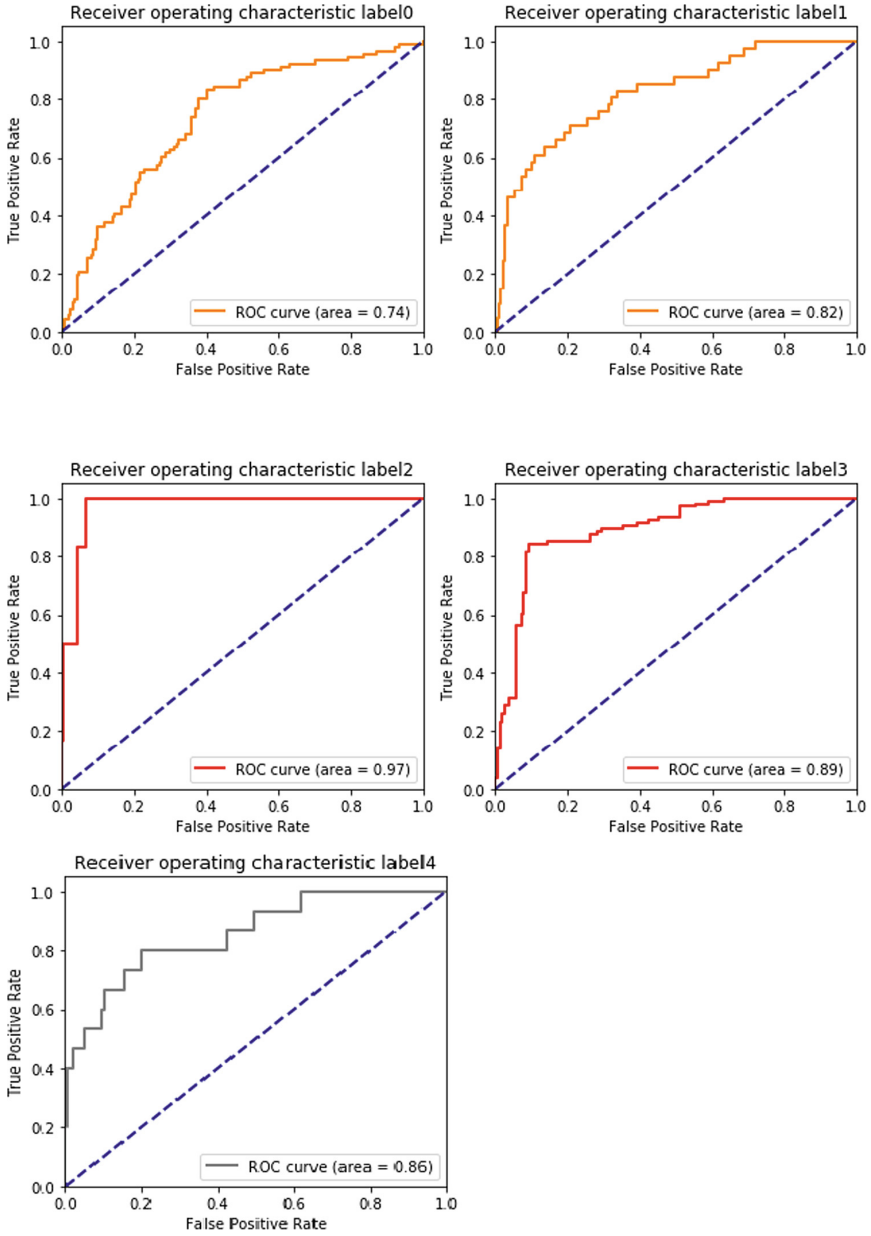 Receiver operating characteristic label0
1.0
0.8
0.6
0.4
0.2
0.0
True Positive Rate
ROC curve (area = 0.74)
0.0 0.2 0.4 0.6 0.8 1.0
False Positive Rate
Receiver operating characteristic label1
1.0
0.8
0.6
0.4
0.2
0.0
True Positive Rate
ROC curve (area = 0.82)
0.0 0.2 0.4 0.6 0.8 1.0
False Positive Rate
Receiver operating characteristic label2
1.0
0.8
0.6
0.4
0.2
0.0
True Positive Rate
ROC curve (area = 0.97)
0.0 0.2 0.4 0.6 0.8 1.0
False Positive Rate
Receiver operating characteristic label3
1.0
0.8
0.6
0.4
0.2
0.0
True Positive Rate
ROC curve (area = 0.89)
0.0 0.2 0.4 0.6 0.8 1.0
False Positive Rate
Receiver operating characteristic label4
1.0
0.8
0.6
0.4
0.2
0.0
True Positive Rate
ROC curve (area = 0.86)
0.0 0.2 0.4 0.6 0.8 1.0
False Positive Rate